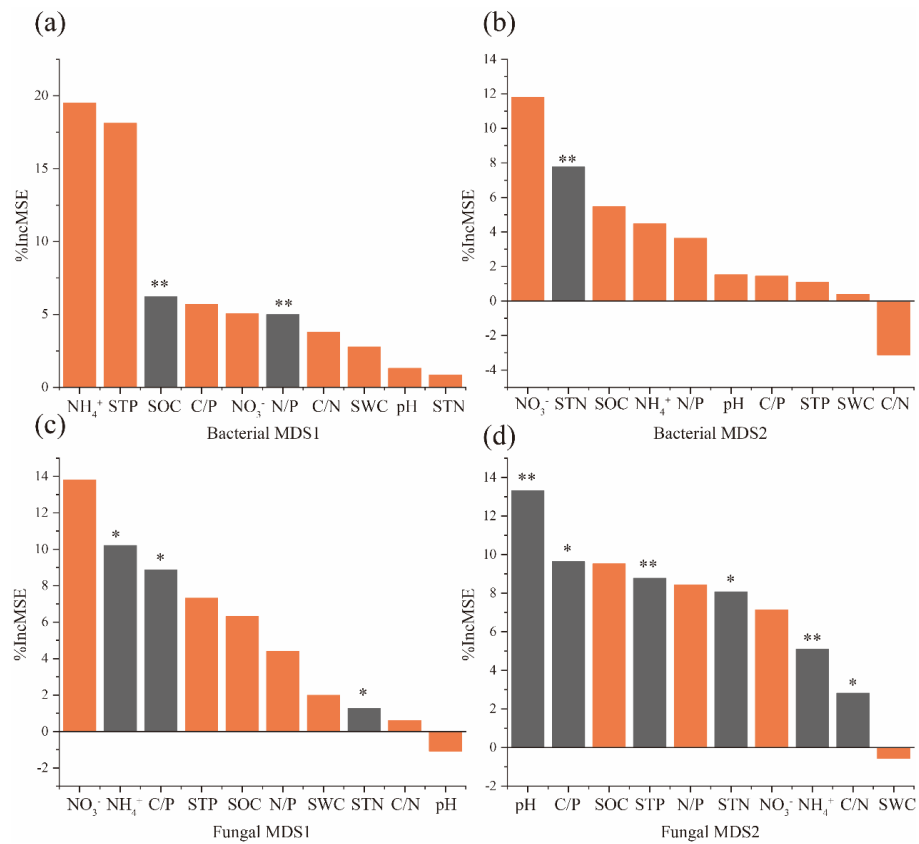 (a)
%IncMSE
20
15
10
5
0
**
**
NH₄⁺ STP SOC C/P NO₃⁻ N/P C/N SWC pH STN
Bacterial MDS1
(b)
%IncMSE
12
10
8
6
4
2
0
-2
-4
**
NO₃⁻ STN SOC NH₄⁺ N/P pH C/P STP SWC C/N
Bacterial MDS2
(c)
%IncMSE
14
12
10
8
6
4
2
0
-2
*
*
*
NO₃⁻ NH₄⁺ C/P STP SOC N/P SWC STN C/N pH
Fungal MDS1
(d)
%IncMSE
14
12
10
8
6
4
2
0
-2
**
*
**
*
**
*
pH C/P SOC STP N/P STN NO₃⁻ NH₄⁺ C/N SWC
Fungal MDS2